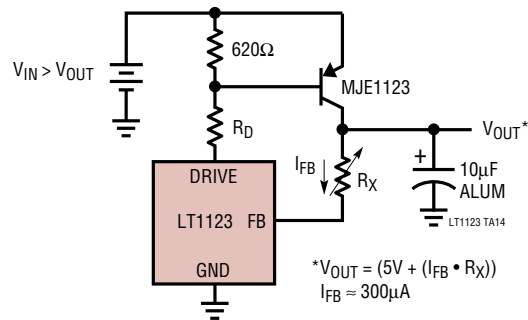 620Ω
V_IN > V_OUT
MJE1123
R_D
V_OUT*
I_FB
R_X
+
10µF
ALUM
DRIVE
LT1123 FB
GND
LT1123 TA14
*V_OUT = (5V + (I_FB • R_X))
I_FB ≈ 300µA